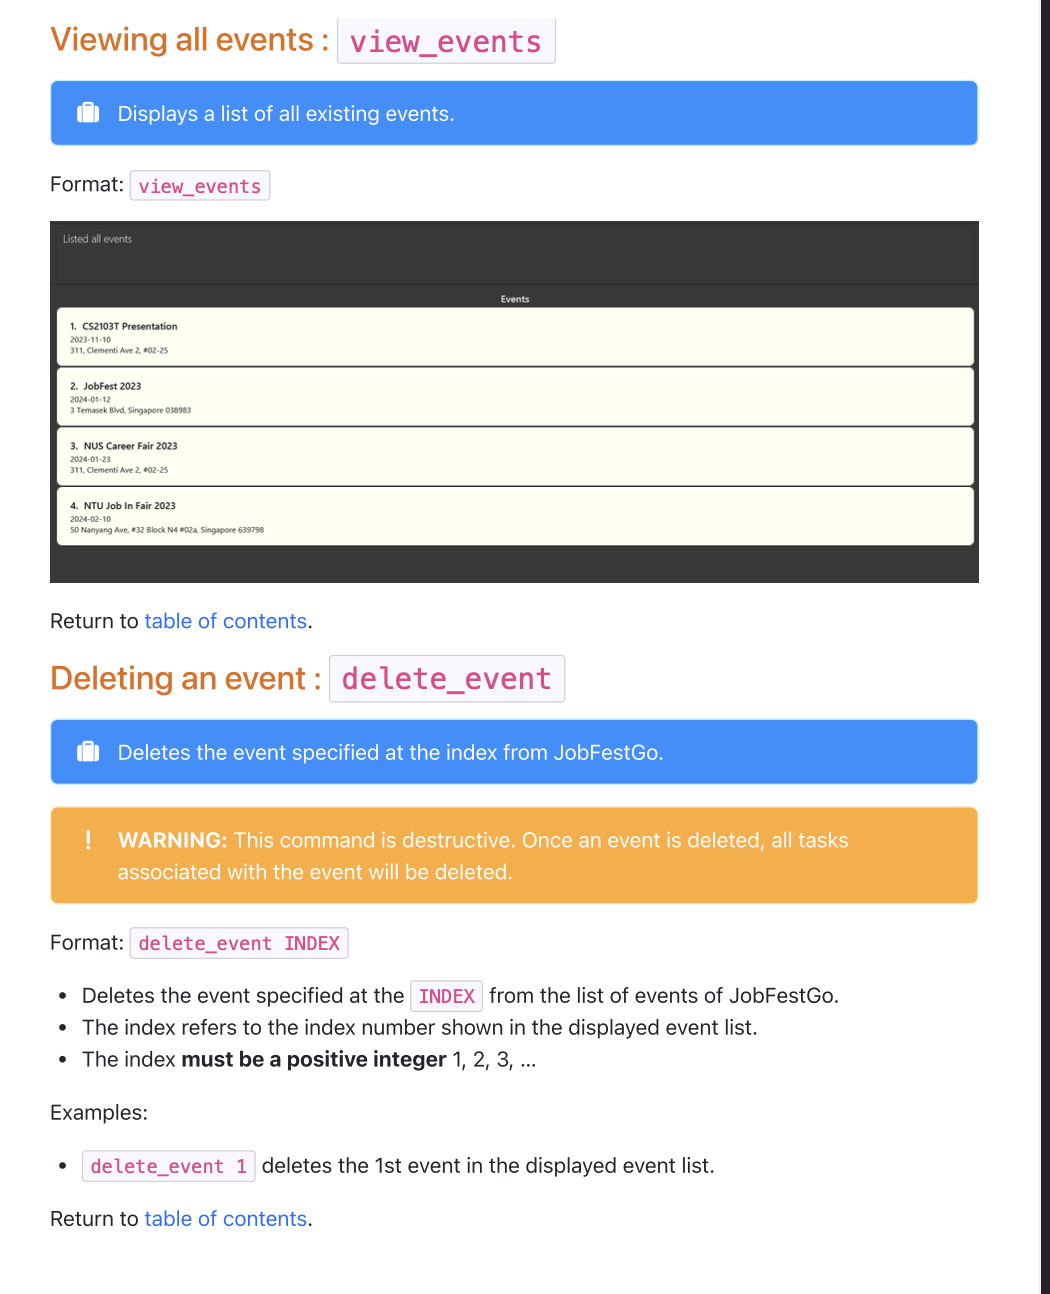 Viewing all events : view_events
Displays a list of all existing events.
Format: view_events
Listed all events
Events
1. CS2103T Presentation
2023-11-10
311, Clementi Ave 2, #02-25
2. JobFest 2023
2024-01-12
3 Temasek Blvd, Singapore 038983
3. NUS Career Fair 2023
2024-01-23
311, Clementi Ave 2, #02-25
4. NTU Job In Fair 2023
2024-02-10
50 Nanyang Ave, #32 Block N4 #02a, Singapore 639798
Return to table of contents.
Deleting an event : delete_event
Deletes the event specified at the index from JobFestGo.
! WARNING: This command is destructive. Once an event is deleted, all tasks
associated with the event will be deleted.
Format: delete_event INDEX
• Deletes the event specified at the INDEX from the list of events of JobFestGo.
• The index refers to the index number shown in the displayed event list.
• The index must be a positive integer 1, 2, 3, …
Examples:
• delete_event 1 deletes the 1st event in the displayed event list.
Return to table of contents.